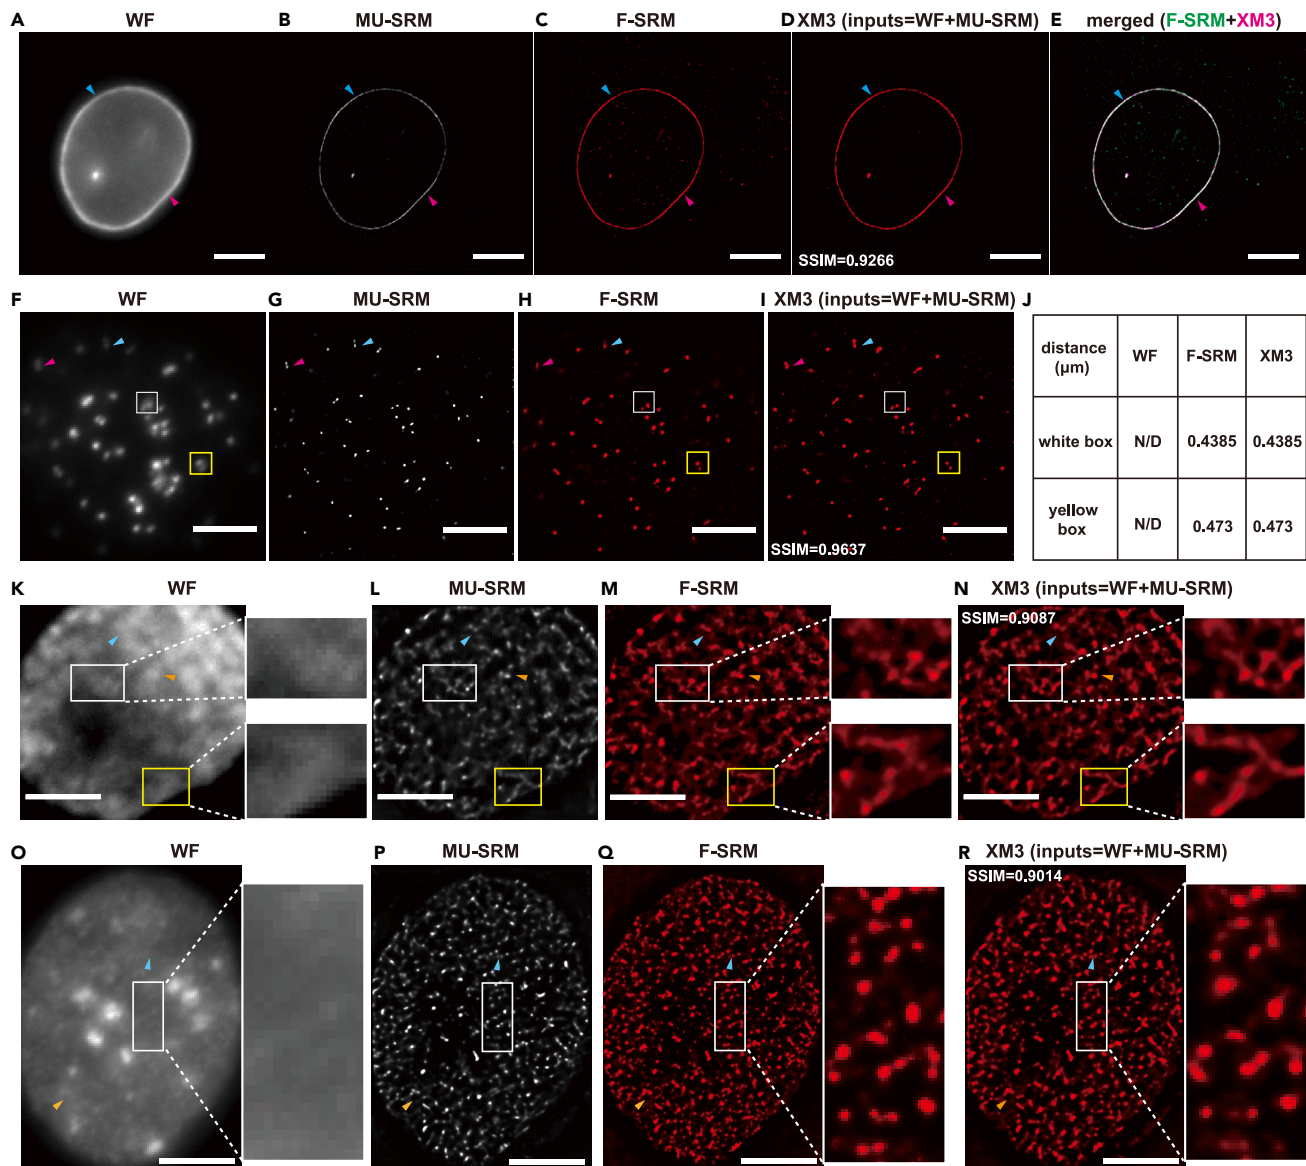 A WF B MU-SRM C F-SRM D XM3 (inputs=WF+MU-SRM) E merged (F-SRM+XM3)
SSIM=0.9266
F WF G MU-SRM H F-SRM I XM3 (inputs=WF+MU-SRM) J
distance (µm) WF F-SRM XM3
white box N/D 0.4385 0.4385
yellow box N/D 0.473 0.473
SSIM=0.9637
K WF L MU-SRM M F-SRM N XM3 (inputs=WF+MU-SRM)
SSIM=0.9087
O WF P MU-SRM Q F-SRM R XM3 (inputs=WF+MU-SRM)
SSIM=0.9014